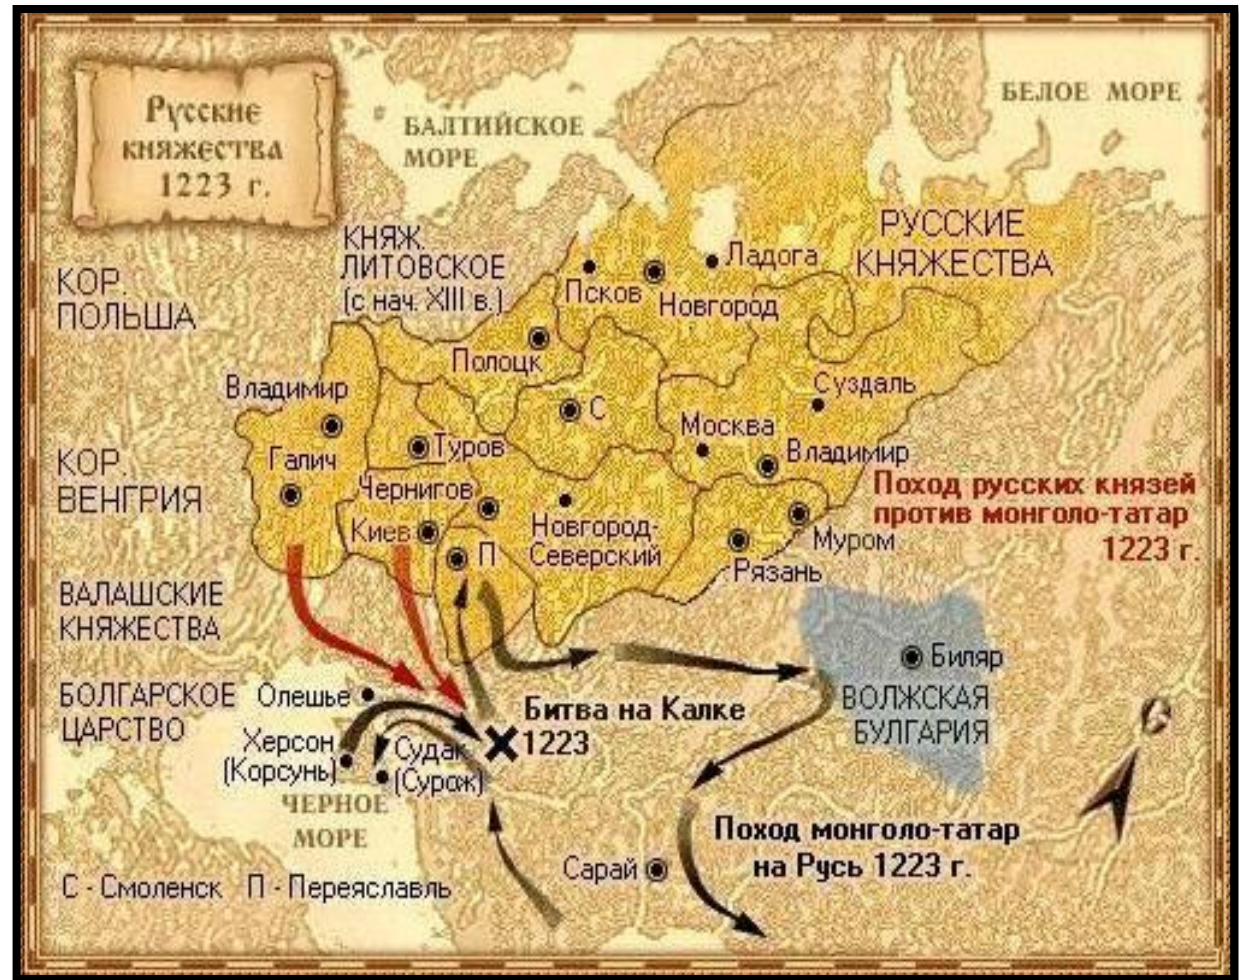 Русские
княжества
1223 г.
БЕЛОЕ МОРЕ
БАЛТИЙСКОЕ
МОРЕ
РУССКИЕ
КНЯЖЕСТВА
КНЯЖ.
ЛИТОВСКОЕ
(с нач. XIII в.)
КОР.
ПОЛЬША
Ладога
Псков
Новгород
Полоцк
Владимир
Суздаль
С
Москва
Туров
Галич
Владимир
КОР.
ВЕНГРИЯ
Чернигов
Киев
Новгород-
Северский
П
Муром
Рязань
Поход русских князей
против монголо-татар
1223 г.
ВАЛАШСКИЕ
КНЯЖЕСТВА
Биляр
ВОЛЖСКАЯ
БУЛГАРИЯ
БОЛГАРСКОЕ
ЦАРСТВО
Олешье
Битва на Калке
1223
Херсон
(Корсунь)
Судак
(Сурож)
ЧЕРНОЕ
МОРЕ
С
Поход монголо-татар
на Русь 1223 г.
Сарай
С - Смоленск П - Переяславль